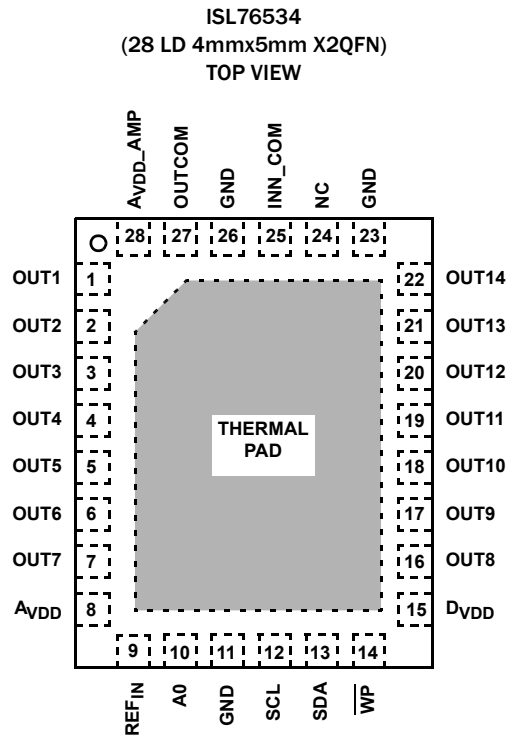 ISL76534
(28 LD 4mmx5mm X2QFN)
TOP VIEW
AVDD_AMP
OUTCOM
GND
INN_COM
NC
GND
28
27
26
25
24
23
OUT1
1
22
OUT14
OUT2
2
21
OUT13
OUT3
3
20
OUT12
OUT4
4
19
OUT11
THERMAL
PAD
OUT5
5
18
OUT10
OUT6
6
17
OUT9
OUT7
7
16
OUT8
AVDD
8
15
DVDD
9
10
11
12
13
14
REFIN
A0
GND
SCL
SDA
WP